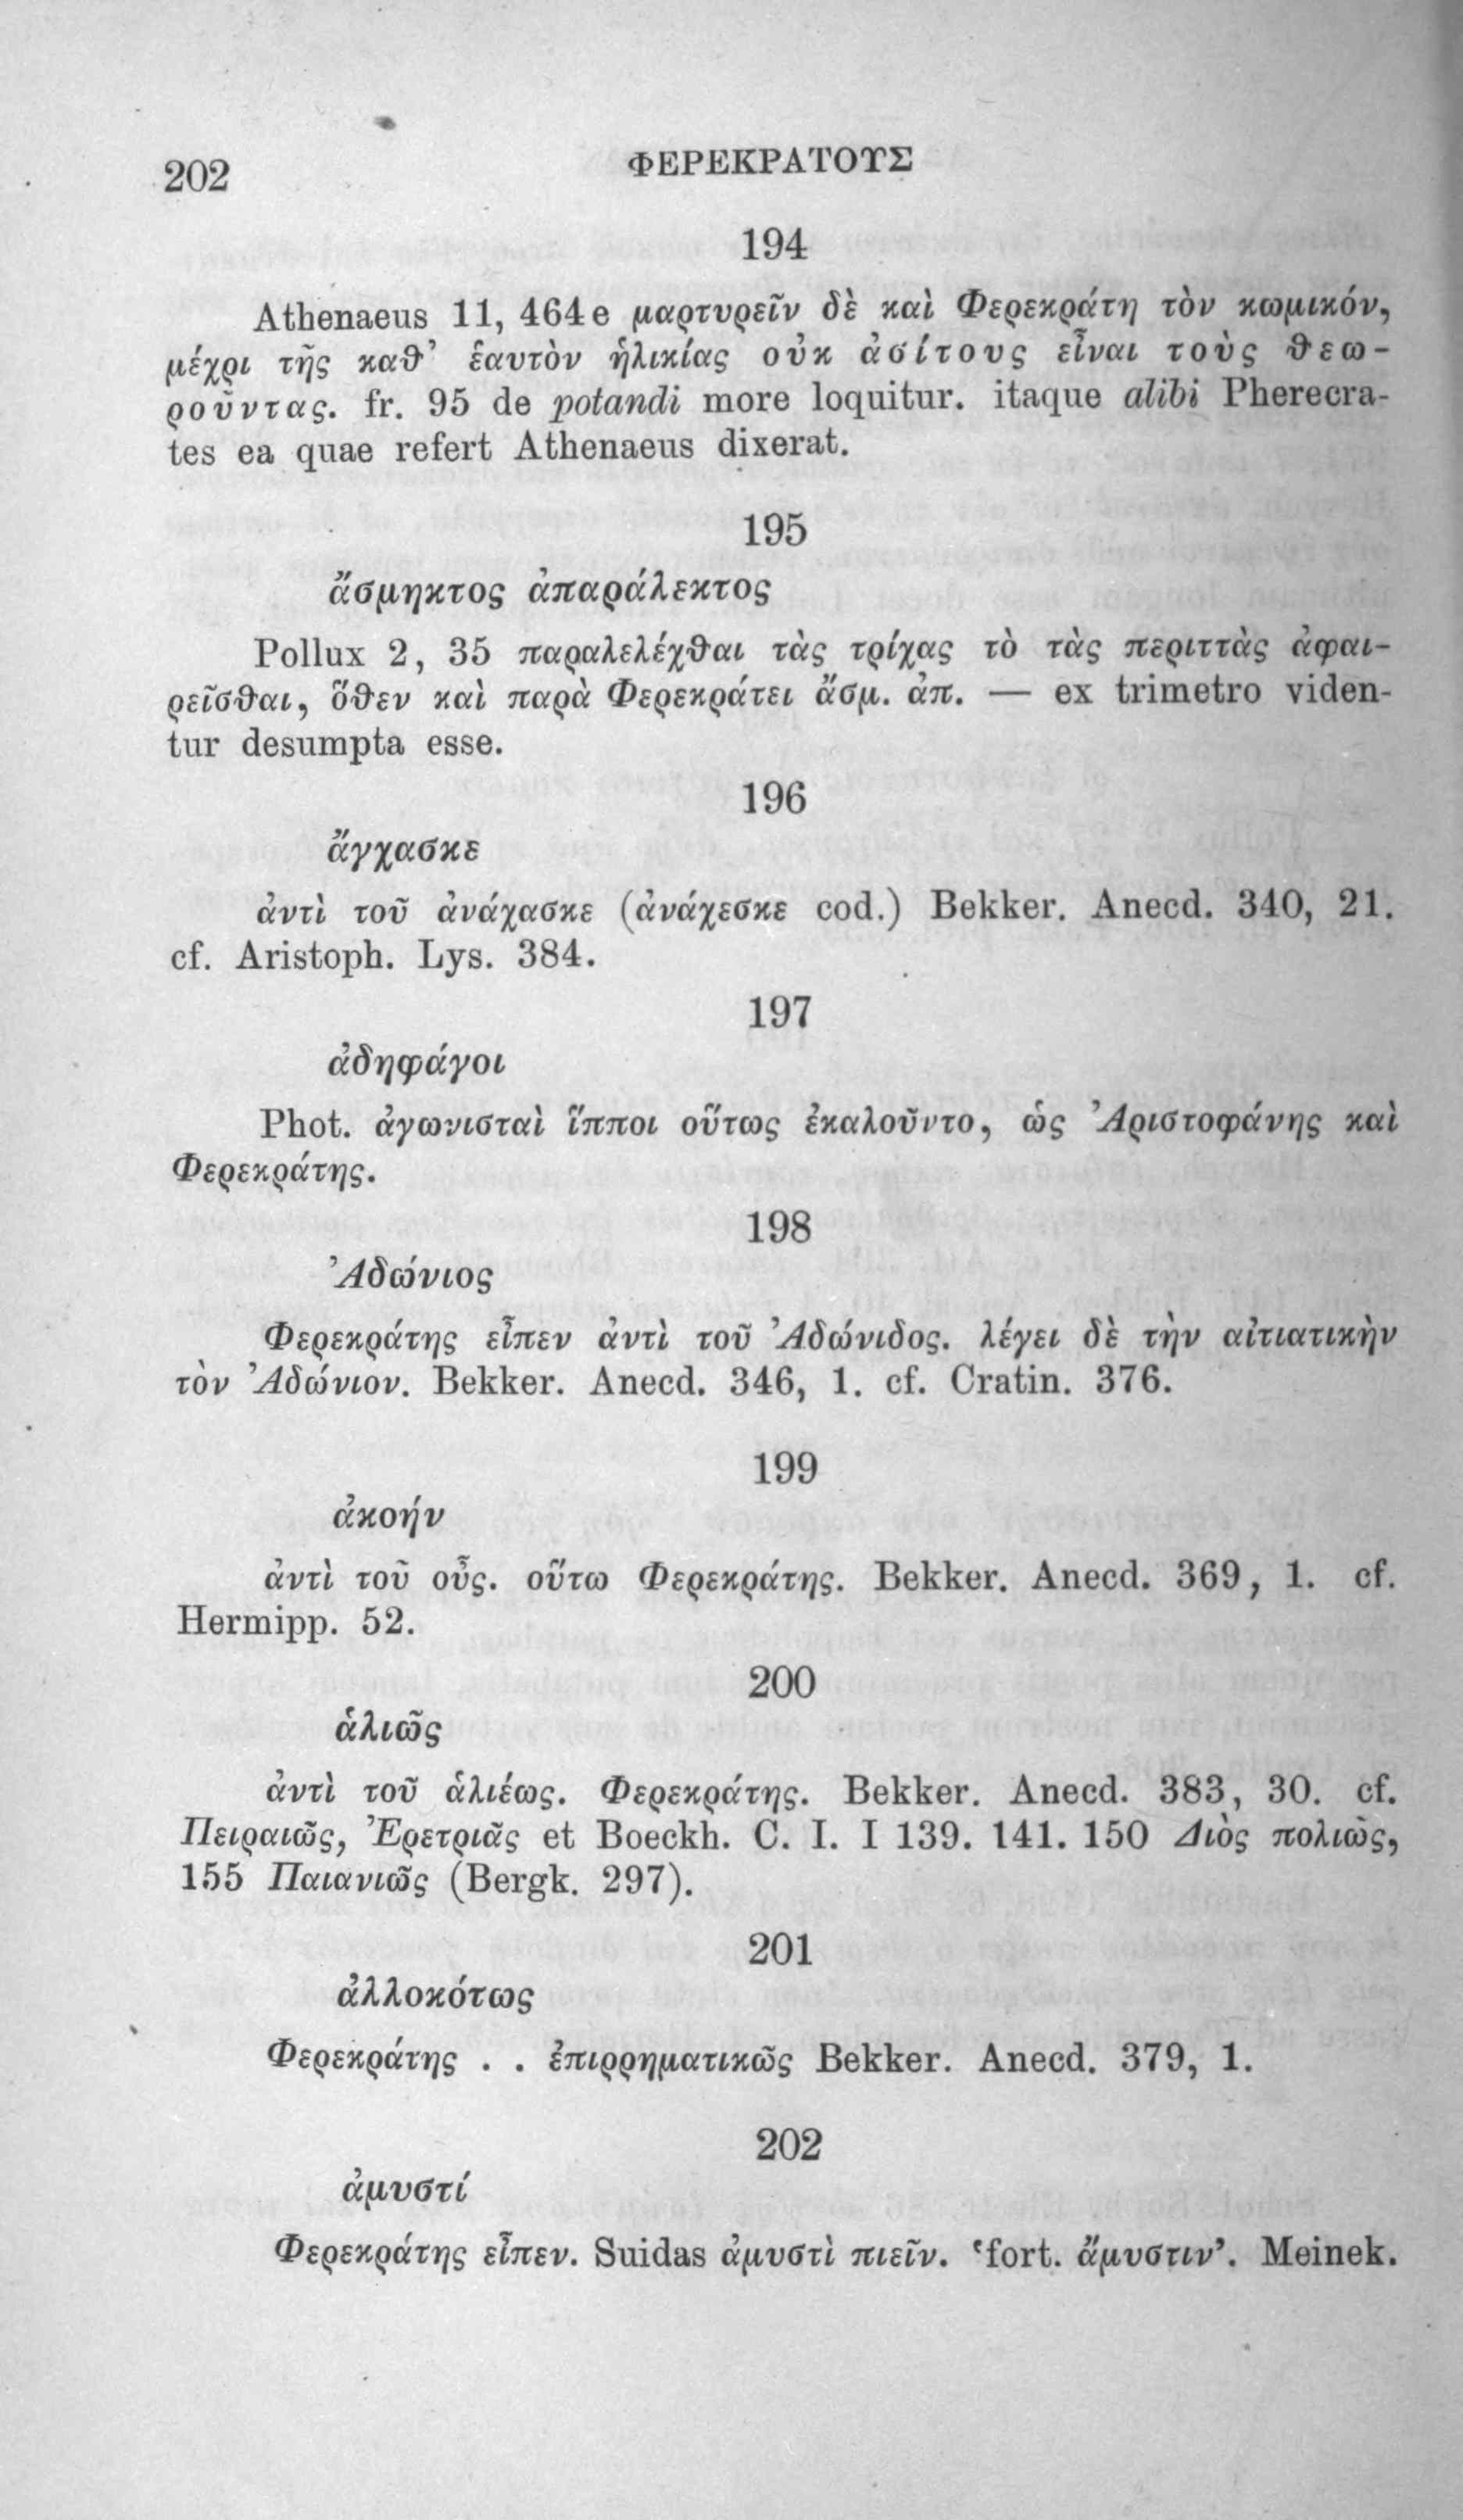 202
ΦΕΡΕΚΡΑΤΟΥΣ
194
Athenaeus 11, 464e μαρτυρεῖν δὲ καὶ Φερεκράτη τὸν κωμικόν,
μέχρι τῆς καθ’ ἑαυτὸν ἡλικίας οὐκ ἀσίτους εἶναι τοὺς θεω-
ροῦντας. fr. 95 de potandi more loquitur. itaque alibi Pherecra-
tes ea quae refert Athenaeus dixerat.
195
ἄσμηκτος ἀπαράλεκτος
Pollux 2, 35 παραλελέχθαι τὰς τρίχας τὸ τὰς περιττὰς ἀφαι-
ρεῖσθαι, ὅθεν καὶ παρὰ Φερεκράτει ἄσμ. ἀπ. — ex trimetro viden-
tur desumpta esse.
196
ἄγχασκε
ἀντὶ τοῦ ἀνάχασκε (ἀνάχεσκε cod.) Bekker. Anecd. 340, 21.
cf. Aristoph. Lys. 384.
197
ἀδηφάγοι
Phot. ἀγωνισταὶ ἵπποι οὕτως ἐκαλοῦντο, ὡς Ἀριστοφάνης καὶ
Φερεκράτης.
198
Ἀδώνιος
Φερεκράτης εἶπεν ἀντὶ τοῦ Ἀδώνιδος. λέγει δὲ τὴν αἰτιατικὴν
τὸν Ἀδώνιον. Bekker. Anecd. 346, 1. cf. Cratin. 376.
199
ἀκοήν
ἀντὶ τοῦ οὖς. οὕτω Φερεκράτης. Bekker. Anecd. 369, 1. cf.
Hermipp. 52.
200
ἁλιῶς
ἀντὶ τοῦ ἁλιέως. Φερεκράτης. Bekker. Anecd. 383, 30. cf.
Πειραιῶς, Ἐρετριᾶς et Boeckh. C. I. I 139. 141. 150 Διὸς πολιῶς,
155 Παιανιῶς (Bergk. 297).
201
ἀλλοκότως
Φερεκράτης . . ἐπιρρηματικῶς Bekker. Anecd. 379, 1.
202
ἀμυστί
Φερεκράτης εἶπεν. Suidas ἀμυστὶ πιεῖν. ‘fort. ἄμυστιν’. Meinek.